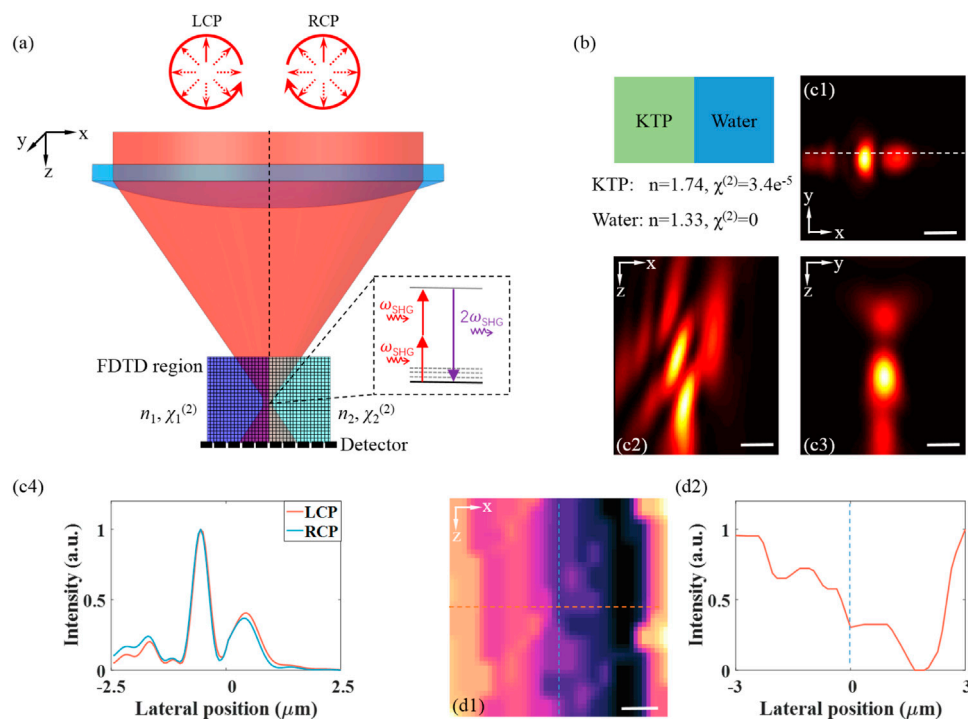 (a)
LCP
RCP
x
y
z
ω_SHG
2ω_SHG
ω_SHG
FDTD region
n₁, χ₁⁽²⁾
n₂, χ₂⁽²⁾
Detector
(b)
KTP
Water
KTP: n=1.74, χ⁽²⁾=3.4e⁻⁵
Water: n=1.33, χ⁽²⁾=0
(c1)
y
x
x
z
(c2)
y
z
(c3)
(c4)
LCP
RCP
Intensity (a.u.)
1
0.5
0
-2.5
0
2.5
Lateral position (μm)
x
z
(d1)
(d2)
Intensity (a.u.)
1
0.5
0
-3
0
3
Lateral position (μm)